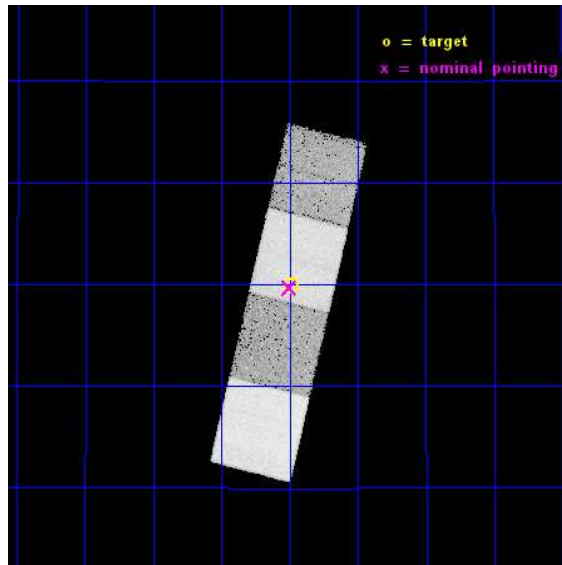 o = target
x = nominal pointing